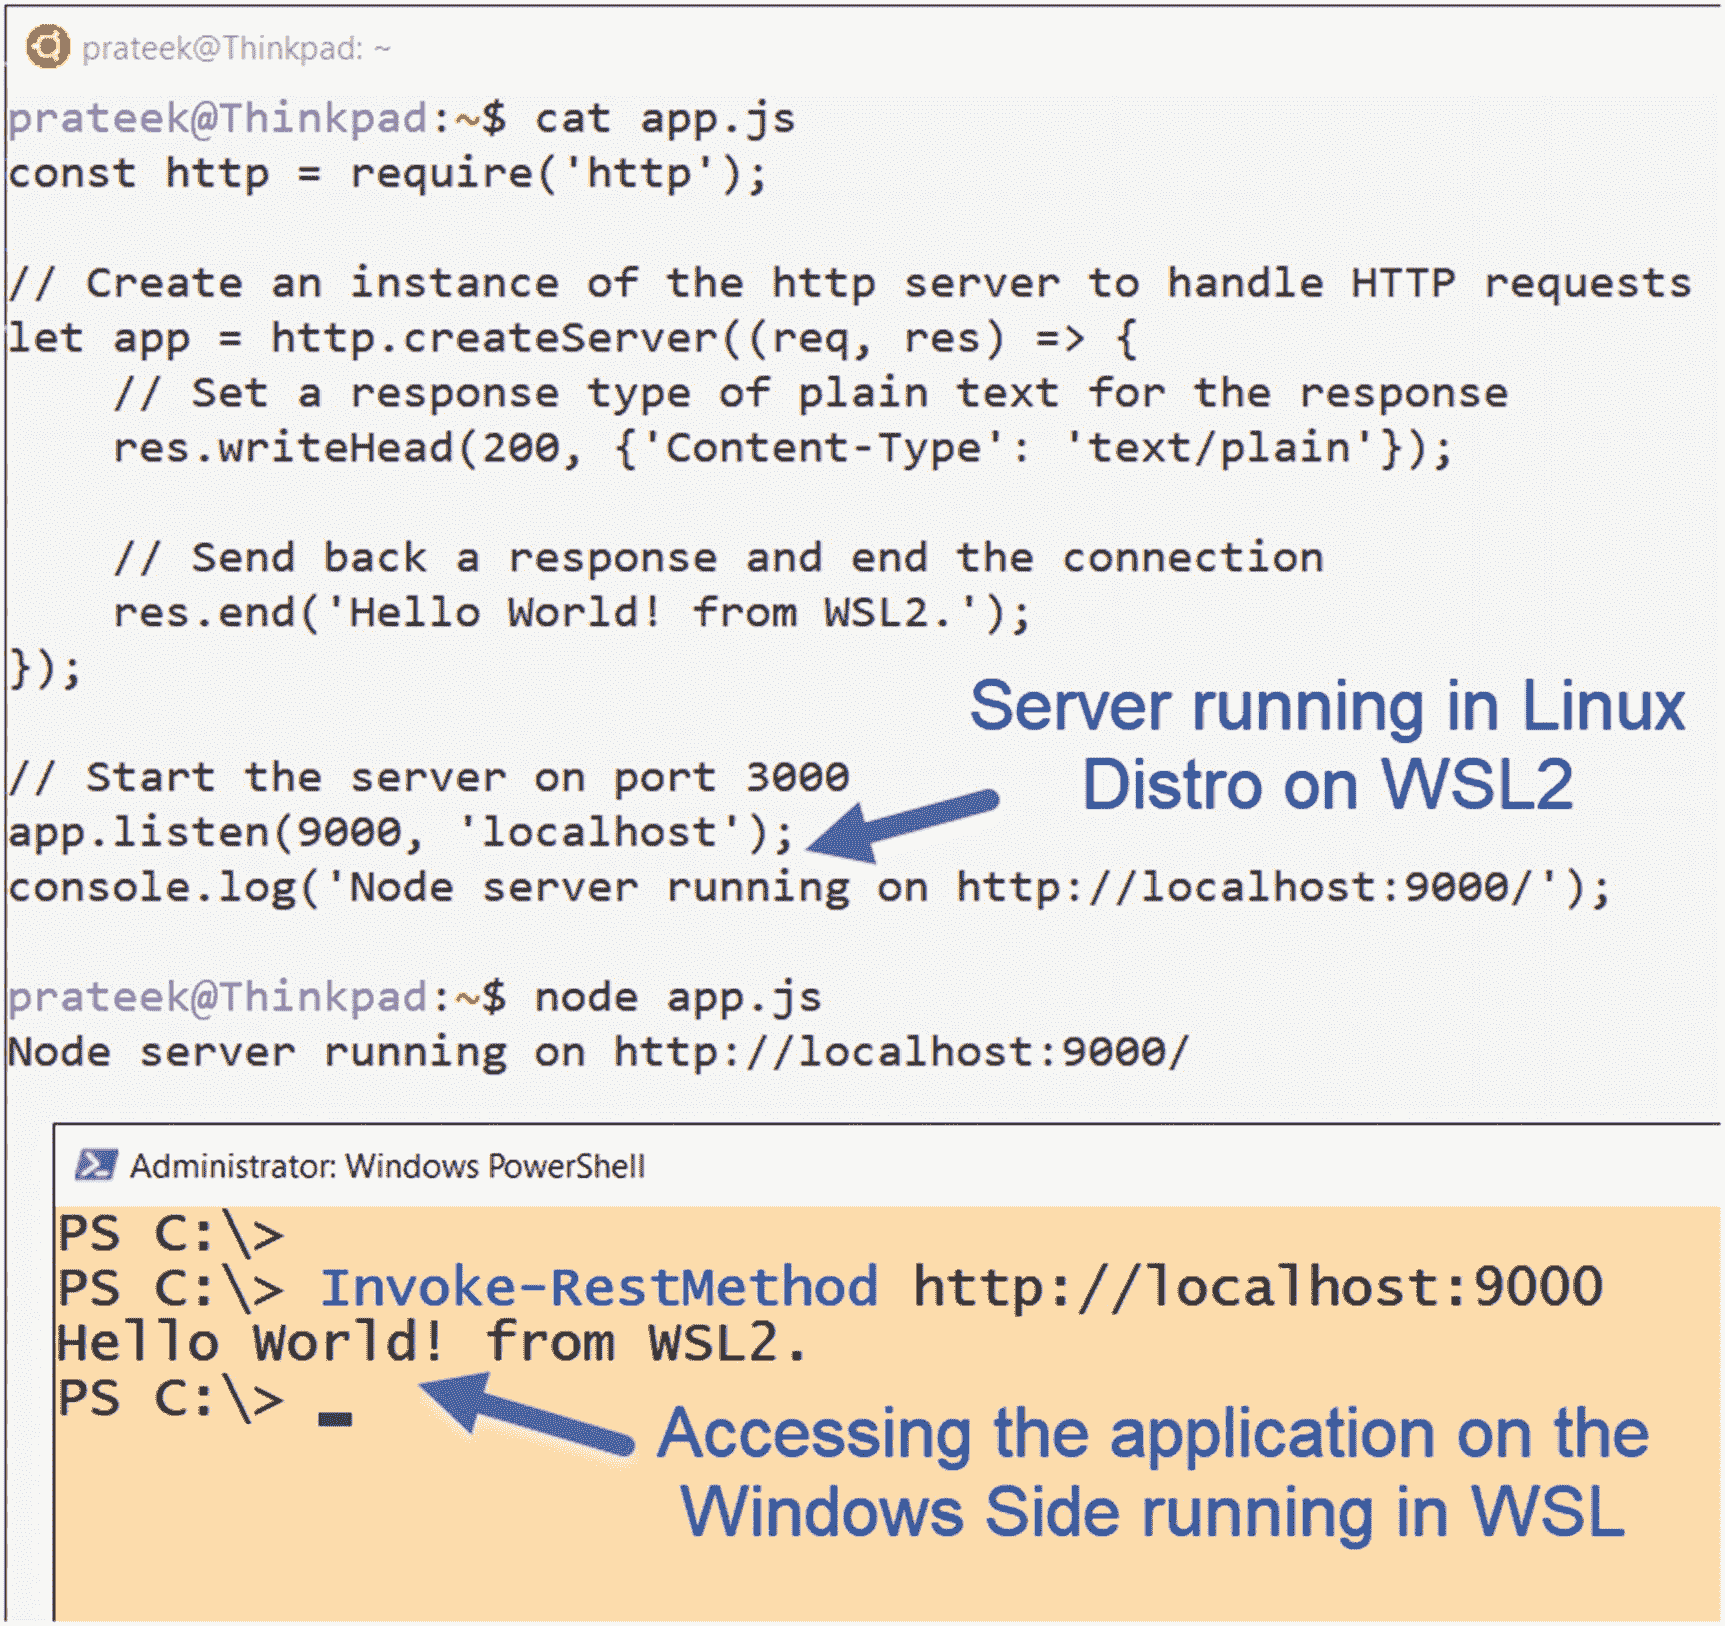 prateek@Thinkpad: ~
prateek@Thinkpad:~$ cat app.js
const http = require('http');
// Create an instance of the http server to handle HTTP requests
let app = http.createServer((req, res) => {
// Set a response type of plain text for the response
res.writeHead(200, {'Content-Type': 'text/plain'});
// Send back a response and end the connection
res.end('Hello World! from WSL2.');
});
Server running in Linux
Distro on WSL2
// Start the server on port 3000
app.listen(9000, 'localhost');
console.log('Node server running on http://localhost:9000/');
prateek@Thinkpad:~$ node app.js
Node server running on http://localhost:9000/
Administrator: Windows PowerShell
PS C:\>
PS C:\> Invoke-RestMethod http://localhost:9000
Hello World! from WSL2.
PS C:\>
Accessing the application on the
Windows Side running in WSL